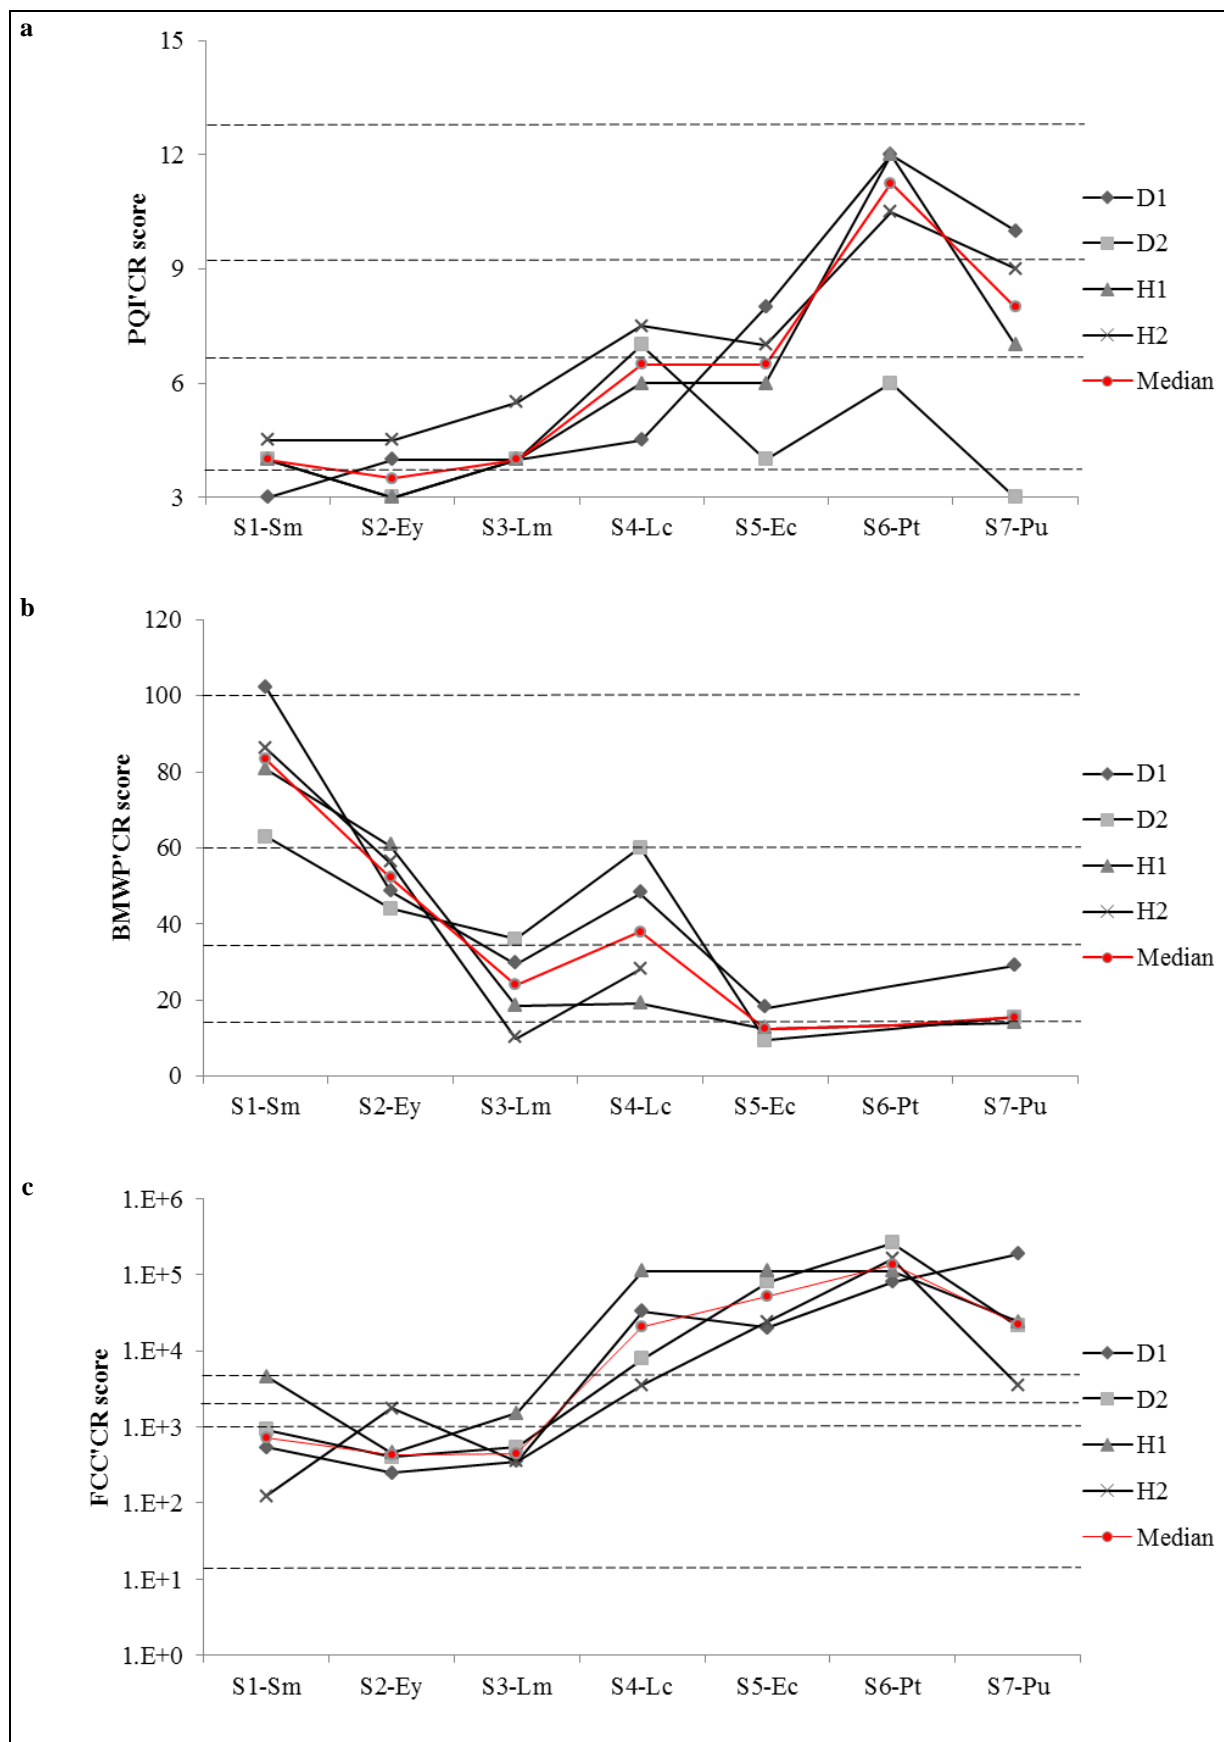 a
PQI'CR score
15
12
9
6
3
S1-Sm S2-Ey S3-Lm S4-Lc S5-Ec S6-Pt S7-Pu
D1
D2
H1
H2
Median
b
BMWP'CR score
120
100
80
60
40
20
0
S1-Sm S2-Ey S3-Lm S4-Lc S5-Ec S6-Pt S7-Pu
D1
D2
H1
H2
Median
c
FCC'CR score
1.E+6
1.E+5
1.E+4
1.E+3
1.E+2
1.E+1
1.E+0
S1-Sm S2-Ey S3-Lm S4-Lc S5-Ec S6-Pt S7-Pu
D1
D2
H1
H2
Median